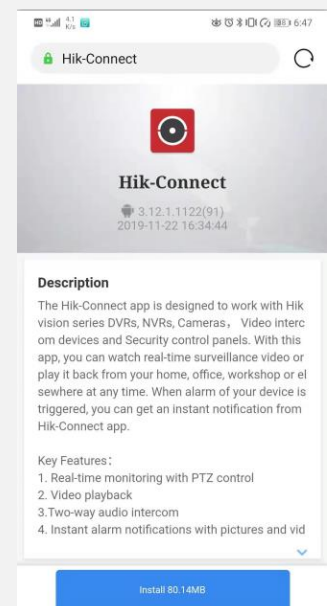 HD 4G 4.1 K/s 6:47
Hik-Connect
Hik-Connect
3.12.1.1122(91)
2019-11-22 16:34:44
Description
The Hik-Connect app is designed to work with Hik
vision series DVRs, NVRs, Cameras， Video interc
om devices and Security control panels. With this
app, you can watch real-time surveillance video or
play it back from your home, office, workshop or el
sewhere at any time. When alarm of your device is
triggered, you can get an instant notification from
Hik-Connect app.
Key Features：
1. Real-time monitoring with PTZ control
2. Video playback
3.Two-way audio intercom
4. Instant alarm notifications with pictures and vid
Install 80.14MB